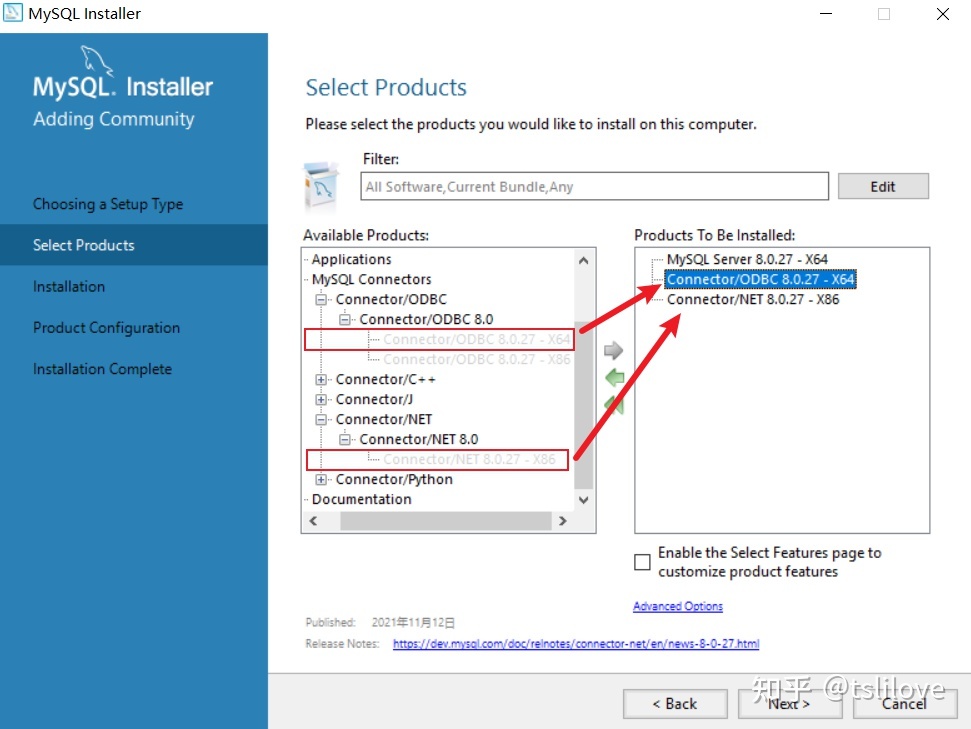 MySQL Installer
MySQL. Installer
Adding Community
Choosing a Setup Type
Select Products
Installation
Product Configuration
Installation Complete
Select Products
Please select the products you would like to install on this computer.
Filter:
All Software,Current Bundle,Any
Edit
Available Products:
Applications
MySQL Connectors
Connector/ODBC
Connector/ODBC 8.0
Connector/ODBC 8.0.27 - X64
Connector/ODBC 8.0.27 - X86
Connector/C++
Connector/J
Connector/NET
Connector/NET 8.0
Connector/NET 8.0.27 - X86
Connector/Python
Documentation
Products To Be Installed:
MySQL Server 8.0.27 - X64
Connector/ODBC 8.0.27 - X64
Connector/NET 8.0.27 - X86
Enable the Select Features page to
customize product features
Advanced Options
Published: 2021年11月12日
Release Notes: https://dev.mysql.com/doc/relnotes/connector-net/en/news-8-0-27.html
< Back
Next >
Cancel
知乎 @tslilove